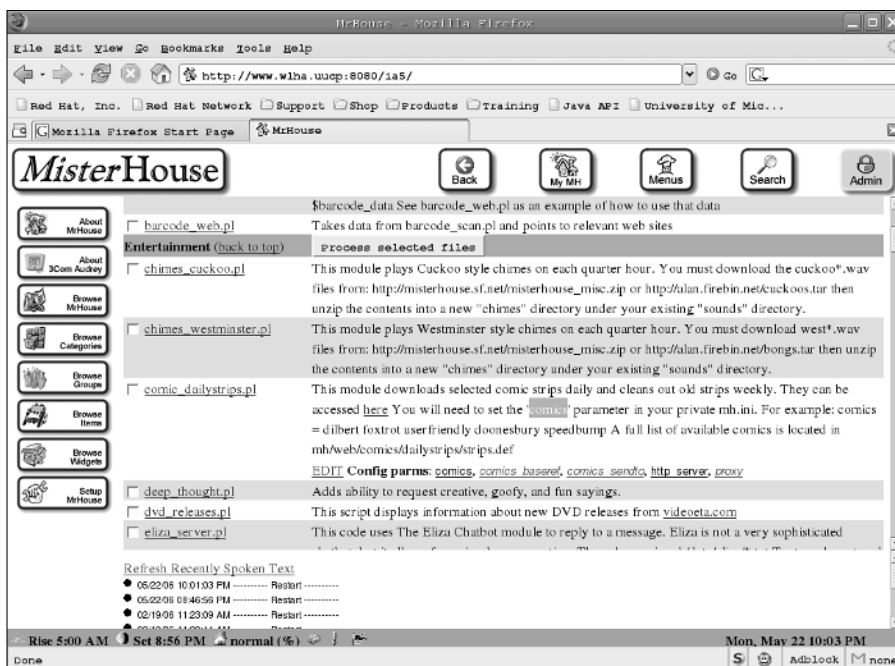 MrHouse - Mozilla Firefox
File Edit View Go Bookmarks Tools Help
http://www.wlha.uucp:8080/ia5/
Go
Red Hat, Inc. Red Hat Network Support Shop Products Training Java API University of Mic...
Mozilla Firefox Start Page
MrHouse
MisterHouse
Back
My MH
Menus
Search
Admin
About MrHouse
About 3Com Audrey
Browse MrHouse
Browse Categories
Browse Groups
Browse Items
Browse Widgets
Setup MrHouse
$barcode_data See barcode_web.pl as an example of how to use that data
barcode_web.pl Takes data from barcode_scan.pl and points to relevant web sites
Entertainment (back to top) Process selected files
chimes_cuckoo.pl This module plays Cuckoo style chimes on each quarter hour. You must download the cuckoo*.wav
files from: http://misterhouse.sf.net/misterhouse_misc.zip or http://alan.firebin.net/cuckoos.tar then
unzip the contents into a new "chimes" directory under your existing "sounds" directory.
chimes_westminster.pl This module plays Westminster style chimes on each quarter hour. You must download west*.wav
files from: http://misterhouse.sf.net/misterhouse_misc.zip or http://alan.firebin.net/bongs.tar then unzip
the contents into a new "chimes" directory under your existing "sounds" directory.
comic_dailystrips.pl This module downloads selected comic strips daily and cleans out old strips weekly. They can be
accessed here You will need to set the 'comics' parameter in your private mh.ini. For example: comics
= dilbert foxtrot userfriendly doonesbury speedbump A full list of available comics is located in
mh/web/comics/dailystrips/strips.def
EDIT Config parms: comics, comics_baseref, comics_sendto, http_server, proxy
deep_thought.pl Adds ability to request creative, goofy, and fun sayings.
dvd_releases.pl This script displays information about new DVD releases from videoeta.com
eliza_server.pl This code uses The Eliza Chatbot module to reply to a message. Eliza is not a very sophisticated
Refresh Recently Spoken Text
05/22/06 10:01:03 PM ---------- Restart ----------
05/22/06 08:46:56 PM ---------- Restart ----------
02/19/06 11:23:09 AM ---------- Restart ----------
Rise 5:00 AM Set 8:56 PM normal (%) Mon, May 22 10:03 PM
Done Adblock none